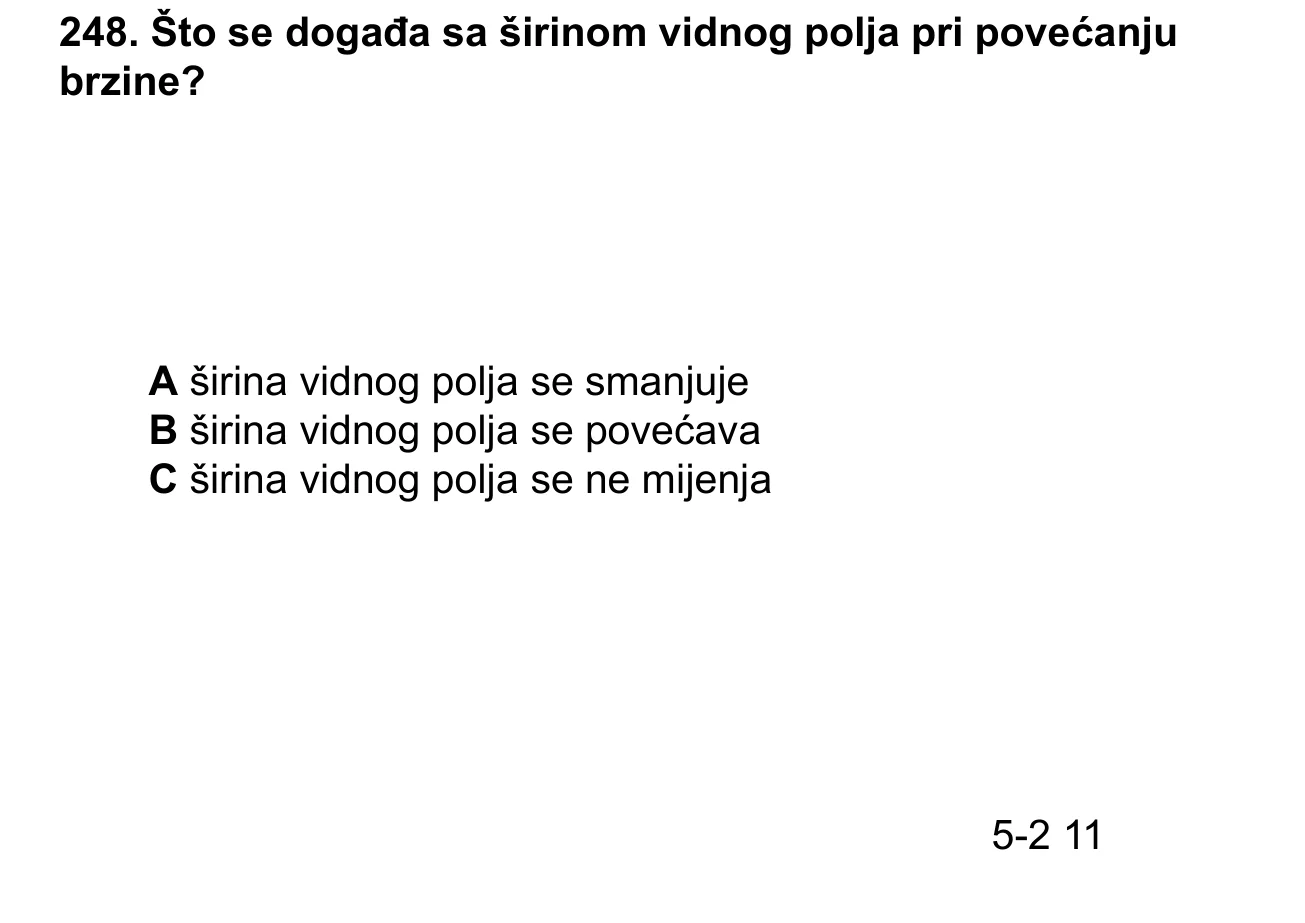 248. Što se događa sa širinom vidnog polja pri povećanju
brzine?
A širina vidnog polja se smanjuje
B širina vidnog polja se povećava
C širina vidnog polja se ne mijenja
5-2 11